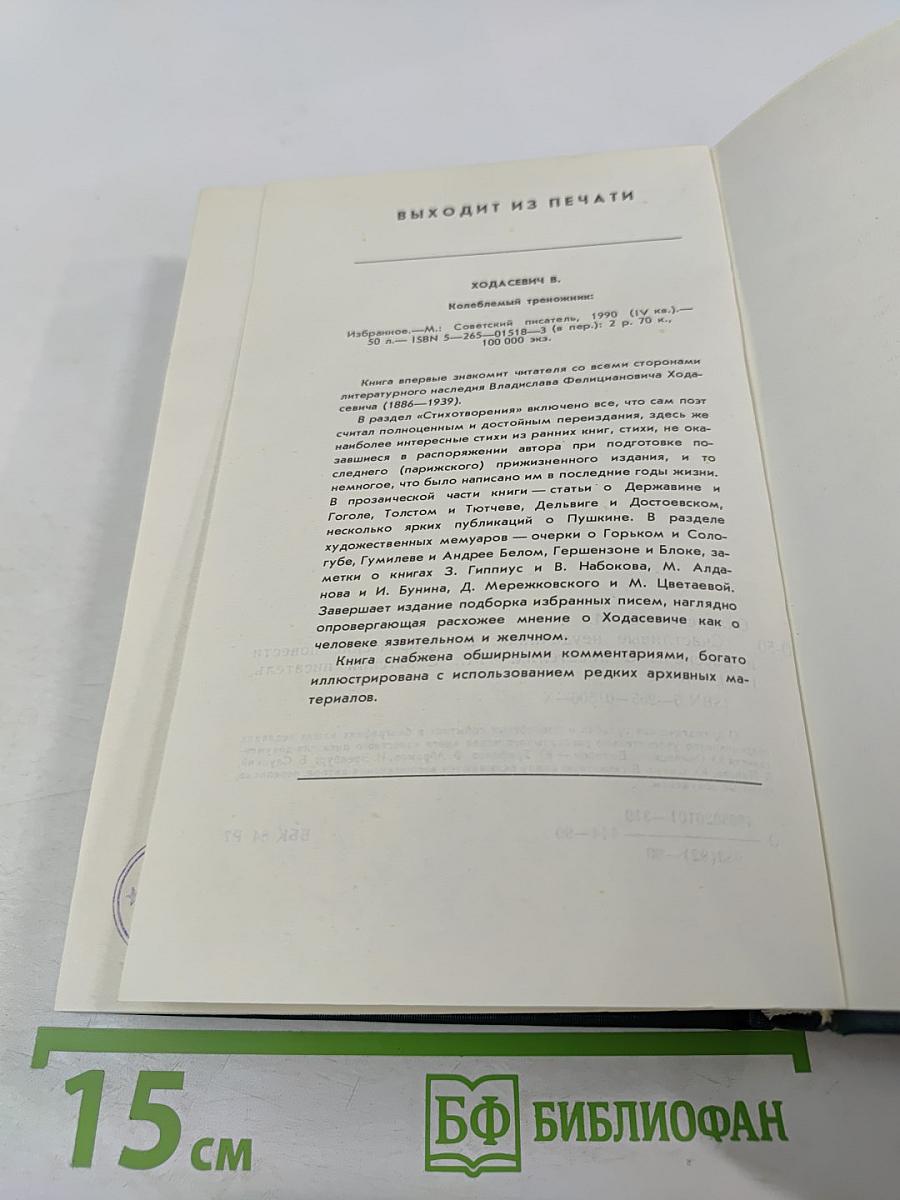 ВЫХОДИТ ИЗ ПЕЧАТИ
ХОДАСЕВИЧ В.
Колеблемый треножник:
Избранное.—М.: Советский писатель, 1990 (IV кв.).—
50 л.— ISBN 5—265—01518—3 (в пер.): 2 р. 70 к.,
100 000 экз.
Книга впервые знакомит читателя со всеми сторонами
литературного наследия Владислава Фелициановича Хода-
севича (1886—1939).
В раздел «Стихотворения» включено все, что сам поэт
считал полноценным и достойным переиздания, здесь же
наиболее интересные стихи из ранних книг, стихи, не ока-
завшиеся в распоряжении автора при подготовке по-
следнего (парижского) прижизненного издания, и то
немногое, что было написано им в последние годы жизни.
В прозаической части книги — статьи о Державине и
Гоголе, Толстом и Тютчеве, Дельвиге и Достоевском,
несколько ярких публикаций о Пушкине. В разделе
художественных мемуаров — очерки о Горьком и Соло-
губе, Гумилеве и Андрее Белом, Гершензоне и Блоке, за-
метки о книгах З. Гиппиус и В. Набокова, М. Алда-
нова и И. Бунина, Д. Мережковского и М. Цветаевой.
Завершает издание подборка избранных писем, наглядно
опровергающая расхожее мнение о Ходасевиче как о
человеке язвительном и желчном.
Книга снабжена обширными комментариями, богато
иллюстрирована с использованием редких архивных ма-
териалов.
15 см
БФ БИБЛИОФАН